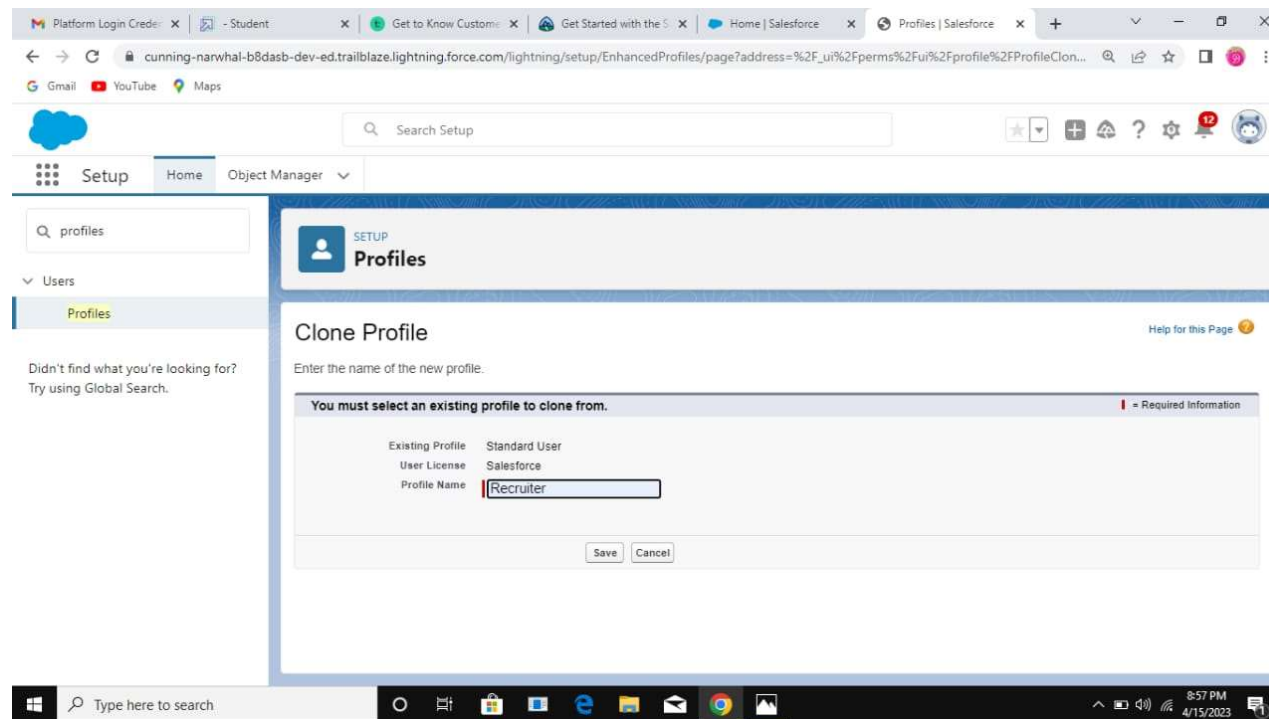 Platform Login Creder
- Student
Get to Know Custome
Get Started with the S
Home | Salesforce
Profiles | Salesforce
cunning-narwhal-b8dasb-dev-ed.trailblaze.lightning.force.com/lightning/setup/EnhancedProfiles/page?address=%2F_ui%2Fperms%2Fui%2Fprofile%2FProfileClon...
Gmail YouTube Maps
Search Setup
12
Setup Home Object Manager
profiles
Users
Profiles
Didn't find what you're looking for?
Try using Global Search.
SETUP
Profiles
Clone Profile
Help for this Page
Enter the name of the new profile.
You must select an existing profile to clone from.
= Required Information
Existing Profile Standard User
User License Salesforce
Profile Name Recruiter
Save Cancel
Type here to search
8:57 PM
4/15/2023
1